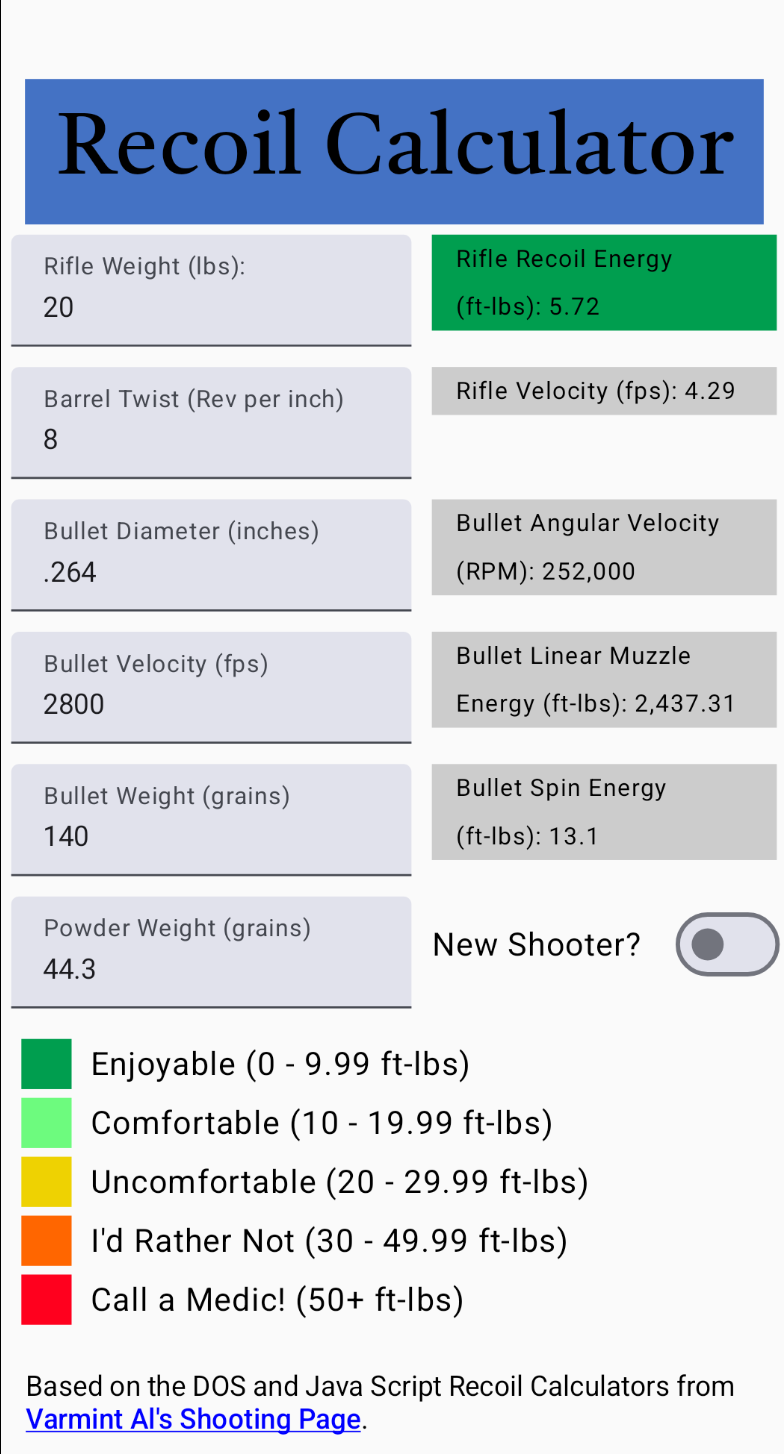 Recoil Calculator
Rifle Weight (lbs):
20
Rifle Recoil Energy
(ft-lbs): 5.72
Barrel Twist (Rev per inch)
8
Rifle Velocity (fps): 4.29
Bullet Diameter (inches)
.264
Bullet Angular Velocity
(RPM): 252,000
Bullet Velocity (fps)
2800
Bullet Linear Muzzle
Energy (ft-lbs): 2,437.31
Bullet Weight (grains)
140
Bullet Spin Energy
(ft-lbs): 13.1
Powder Weight (grains)
44.3
New Shooter?
Enjoyable (0 - 9.99 ft-lbs)
Comfortable (10 - 19.99 ft-lbs)
Uncomfortable (20 - 29.99 ft-lbs)
I'd Rather Not (30 - 49.99 ft-lbs)
Call a Medic! (50+ ft-lbs)
Based on the DOS and Java Script Recoil Calculators from
Varmint Al's Shooting Page.